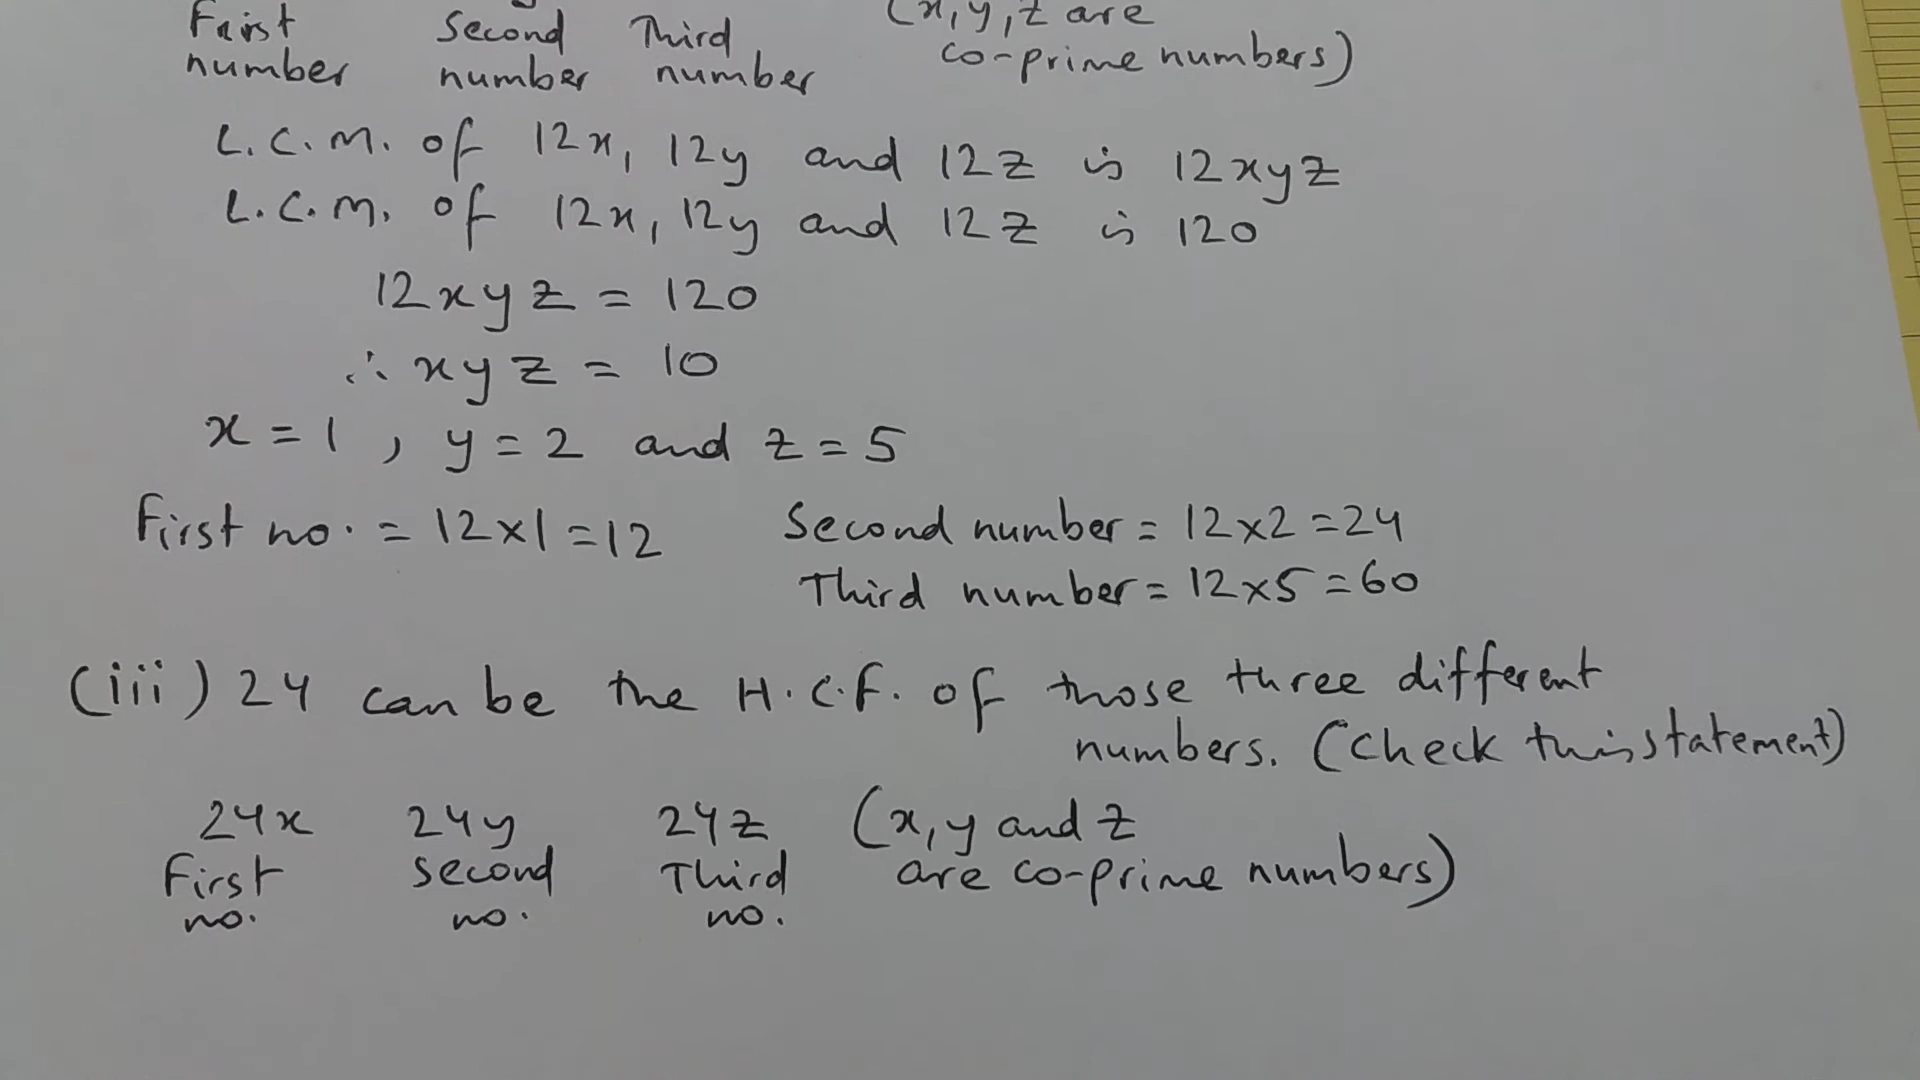 First Second Third (x, y, z are
number number number co-prime numbers)
L.C.M. of 12x, 12y and 12z is 12xyz
L.C.M. of 12x, 12y and 12z is 120
12xyz = 120
∴ xyz = 10
x = 1, y = 2 and z = 5
First no. = 12×1 = 12 Second number = 12×2 = 24
Third number = 12×5 = 60
(iii) 24 can be the H.C.F. of those three different
numbers. (Check this statement)
24x 24y 24z (x, y and z
First Second Third are co-prime numbers)
no. no. no.